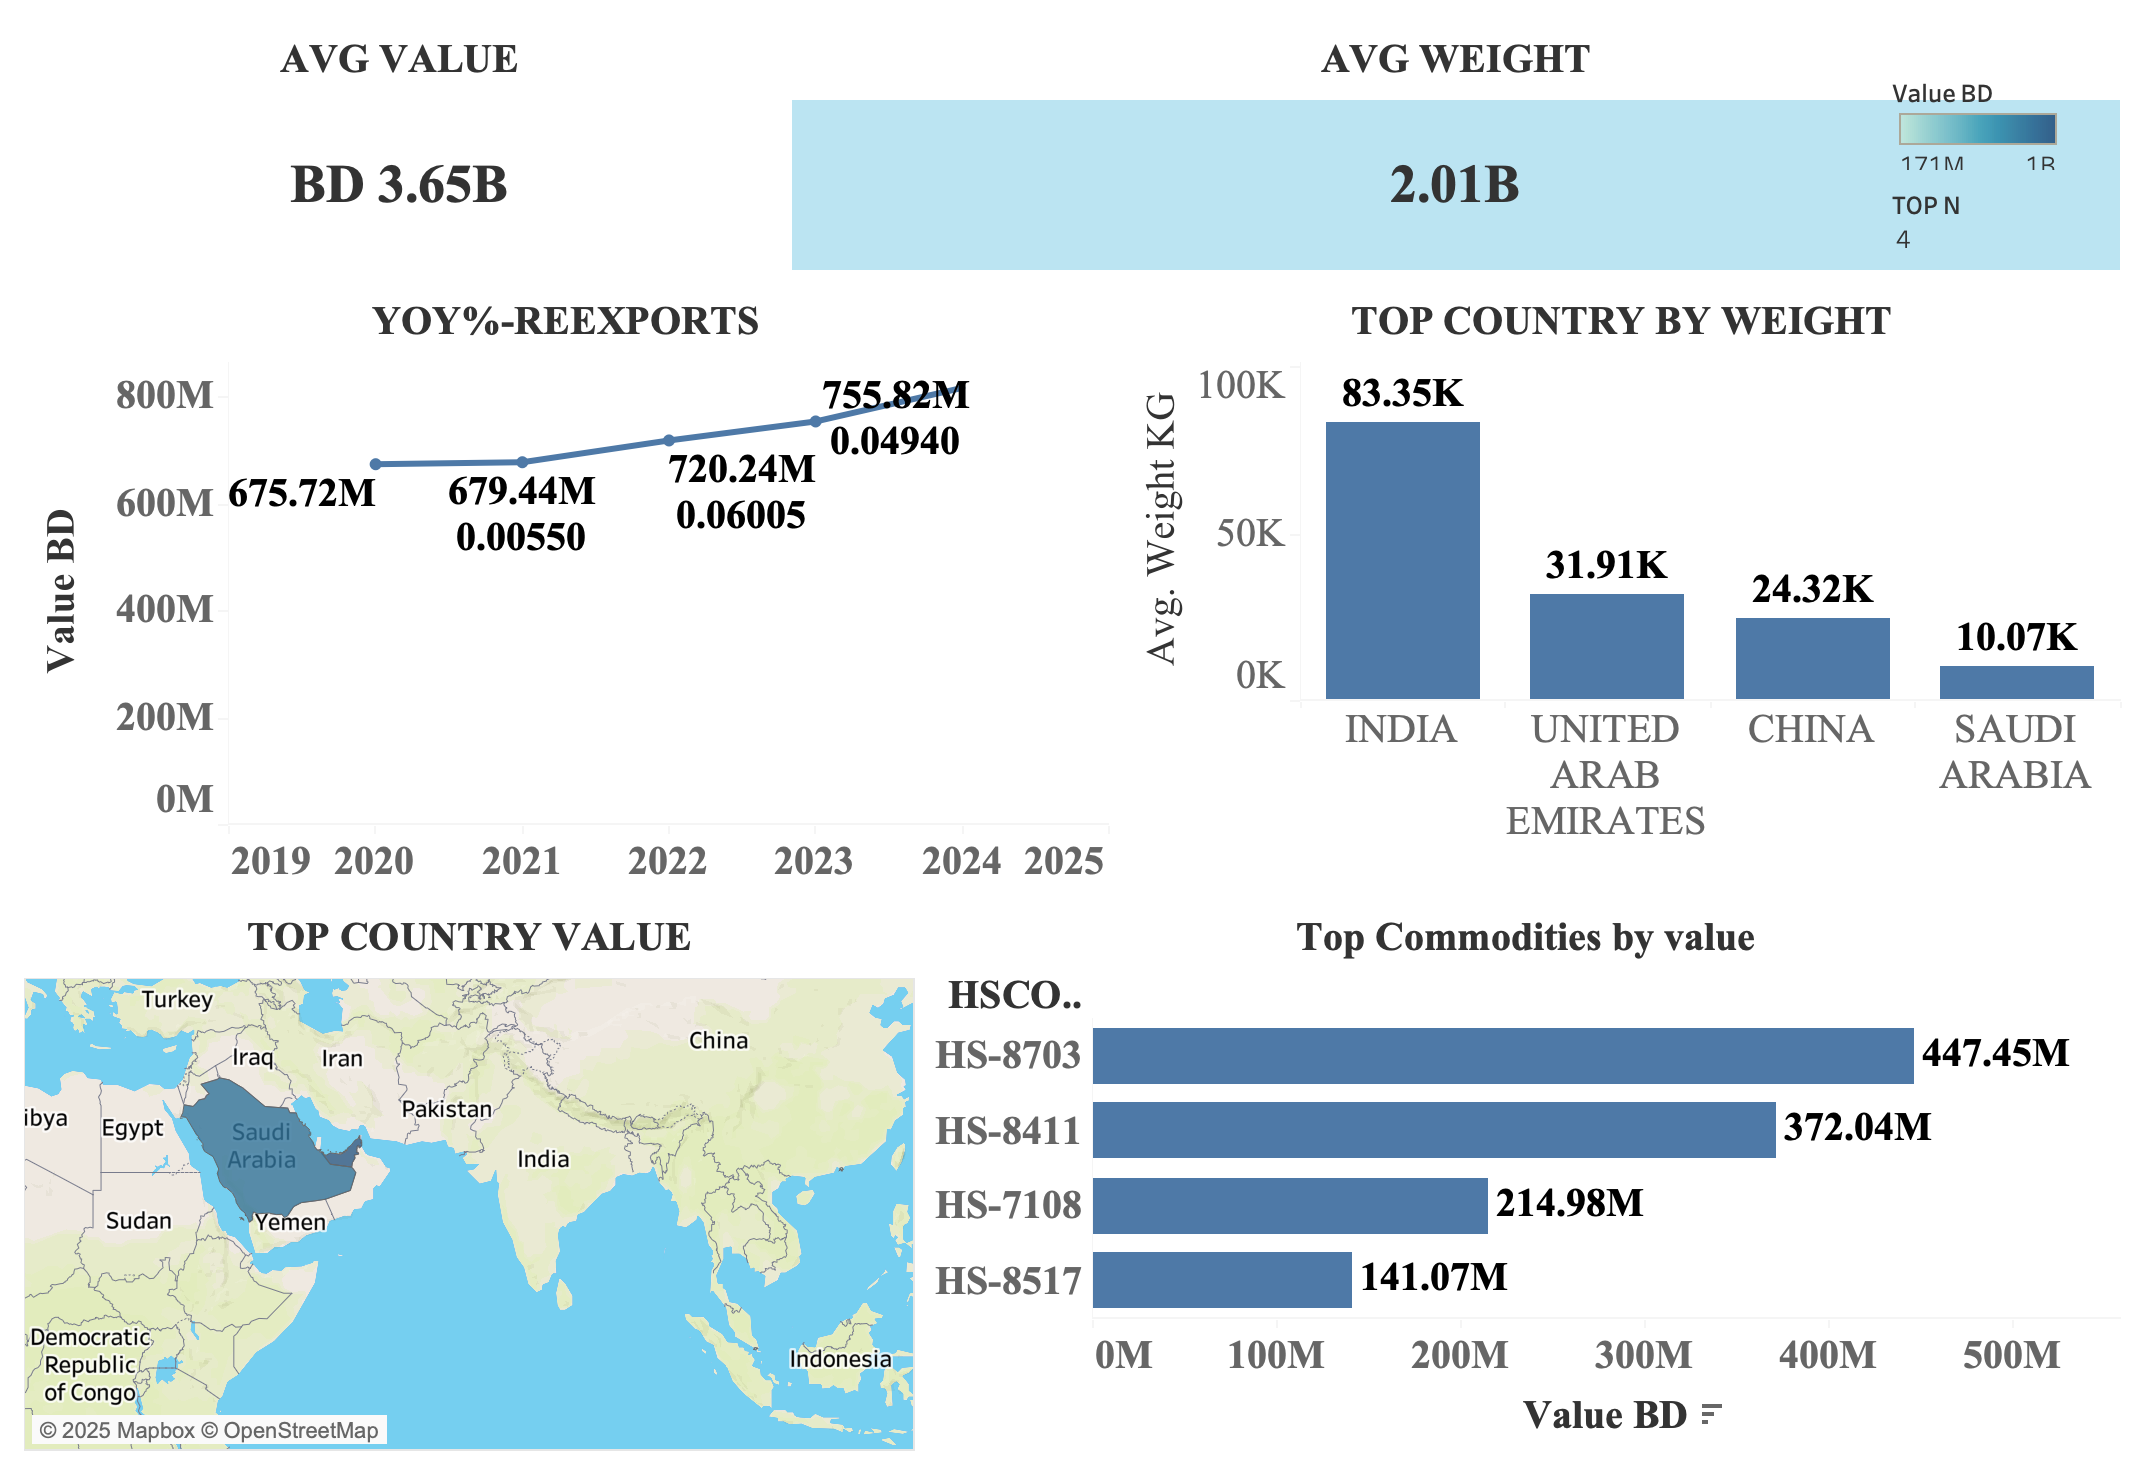 AVG VALUE
AVG WEIGHT
BD 3.65B
2.01B
Value BD
171M 1B
TOP N
4
YOY%-REEXPORTS
Value BD
800M
600M
400M
200M
0M
675.72M
679.44M
0.00550
720.24M
0.06005
755.82M
0.04940
2019 2020 2021 2022 2023 2024 2025
TOP COUNTRY BY WEIGHT
Avg. Weight KG
100K
50K
0K
83.35K
31.91K
24.32K
10.07K
INDIA
UNITED
ARAB
EMIRATES
CHINA
SAUDI
ARABIA
TOP COUNTRY VALUE
Turkey
China
Iraq
Iran
Pakistan
ibya
Egypt
Saudi
Arabia
India
Sudan
Yemen
Democratic
Republic
of Congo
Indonesia
© 2025 Mapbox © OpenStreetMap
Top Commodities by value
HSCO..
HS-8703 447.45M
HS-8411 372.04M
HS-7108 214.98M
HS-8517 141.07M
0M 100M 200M 300M 400M 500M
Value BD